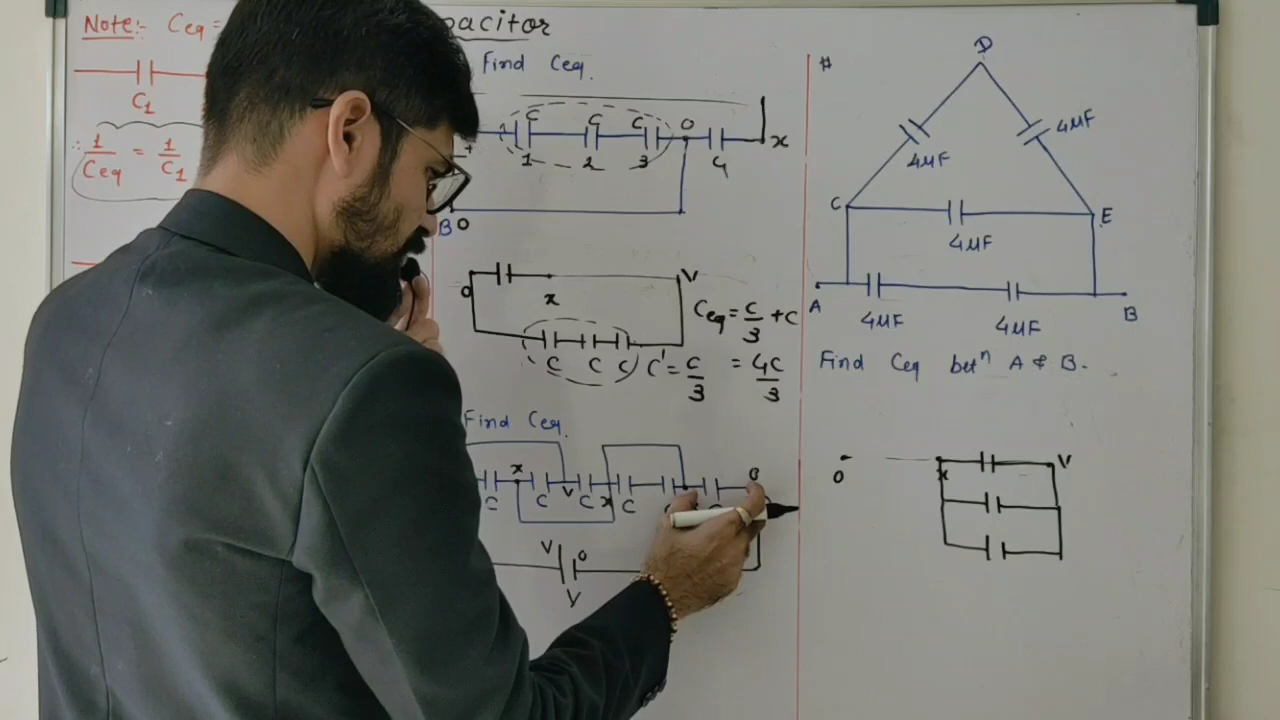 Note:- Ceq =
pacitor
C1
1/Ceq = 1/C1
Find Ceq.
C C C O
1 2 3 4 x
B O
O x V
Ceq = C/3 + C
C C C C' = C/3 = 4C/3
Find Ceq.
x O
C C V C x C
V O
V
#
D
4μF 4μF
C E
4μF
A B
4μF 4μF
Find Ceq betn A & B.
O x V